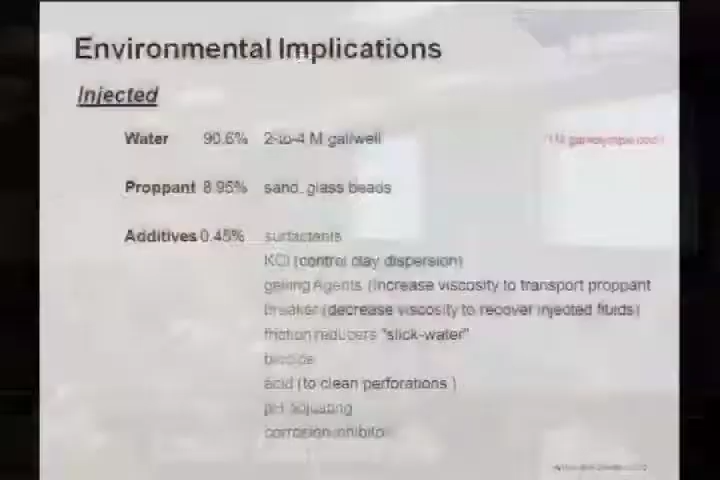 Environmental Implications
Injected
Water 90.6% 2-to-4 M gal/well
Proppant 8.95% sand, glass beads
Additives 0.45% surfactants
KCl (control clay dispersion)
gelling Agents (increase viscosity to transport proppant
breaker (decrease viscosity to recover injected fluids)
friction reducers "slick-water"
biocide
acid (to clean perforations )
pH adjusting
corrosion inhibitor